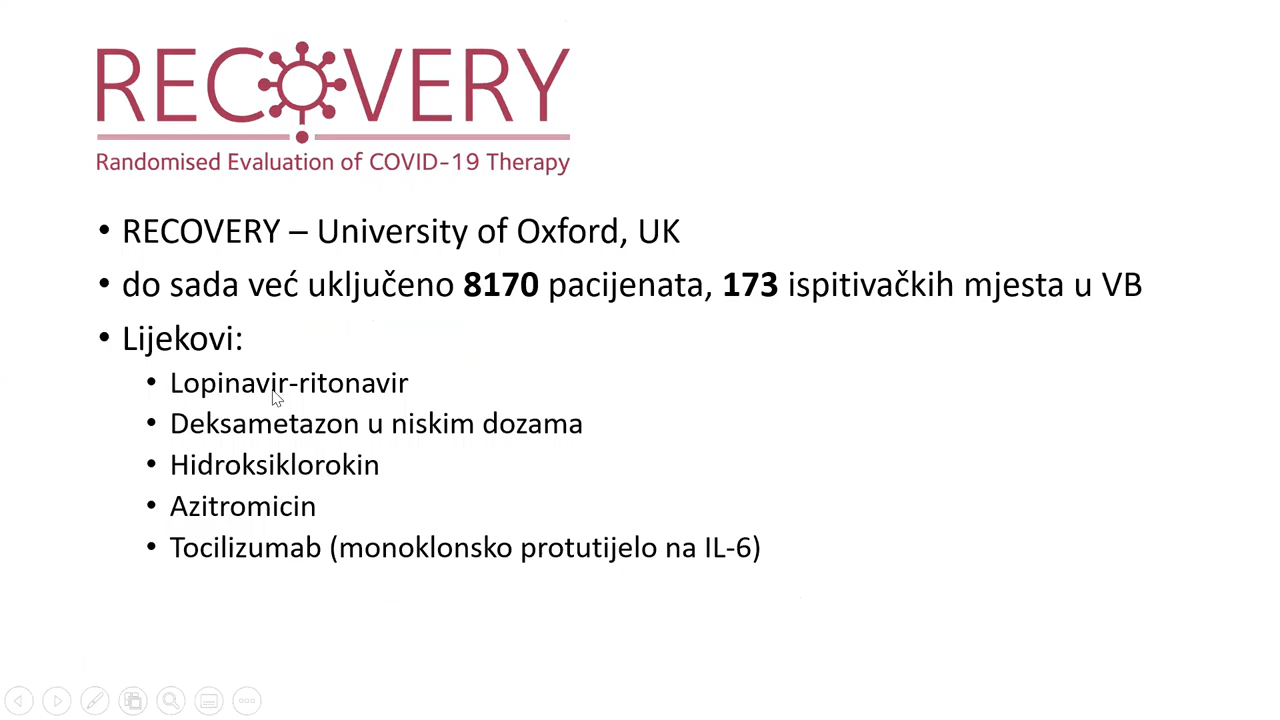 RECOVERY
Randomised Evaluation of COVID-19 Therapy
• RECOVERY – University of Oxford, UK
• do sada već uključeno 8170 pacijenata, 173 ispitivačkih mjesta u VB
• Lijekovi:
• Lopinavir-ritonavir
• Deksametazon u niskim dozama
• Hidroksiklorokin
• Azitromicin
• Tocilizumab (monoklonsko protutijelo na IL-6)